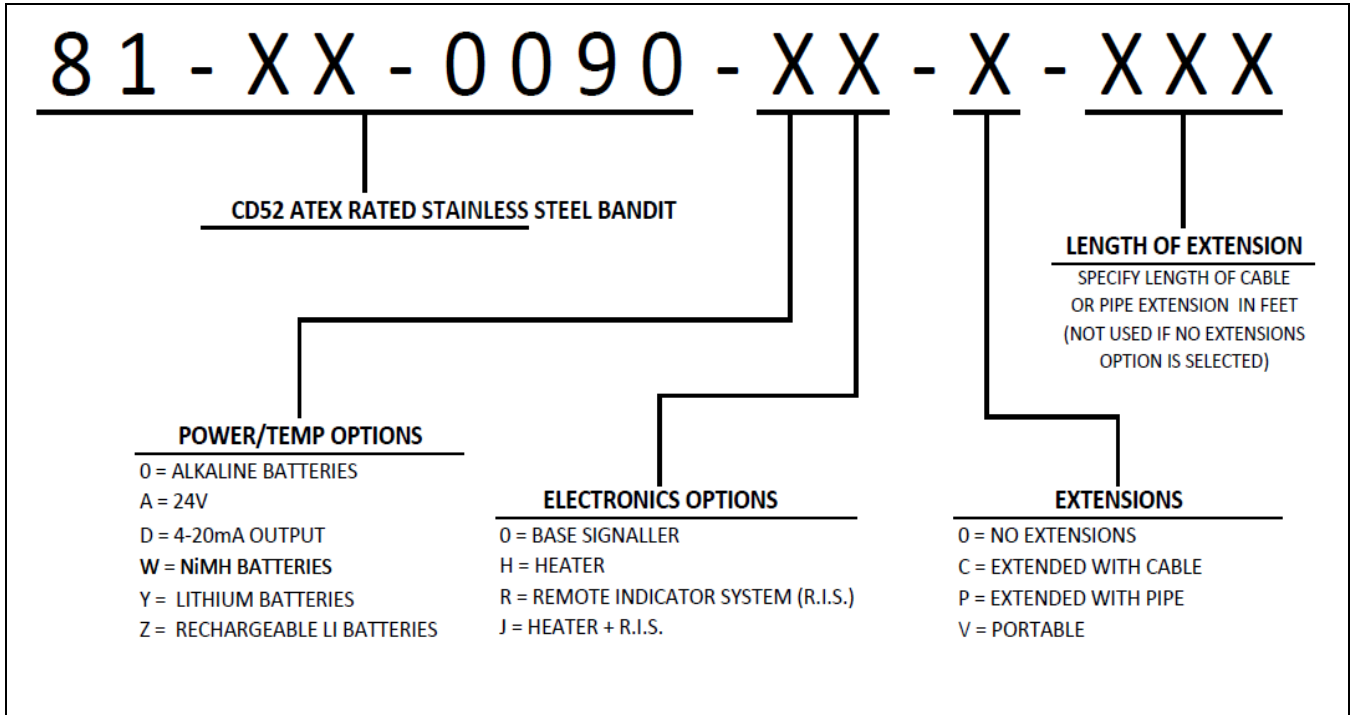 81-XX-0090-XX-X-XXX
CD52 ATEX RATED STAINLESS STEEL BANDIT
LENGTH OF EXTENSION
SPECIFY LENGTH OF CABLE
OR PIPE EXTENSION IN FEET
(NOT USED IF NO EXTENSIONS
OPTION IS SELECTED)
POWER/TEMP OPTIONS
0 = ALKALINE BATTERIES
A = 24V
D = 4-20mA OUTPUT
W = NiMH BATTERIES
Y = LITHIUM BATTERIES
Z = RECHARGEABLE LI BATTERIES
ELECTRONICS OPTIONS
0 = BASE SIGNALLER
H = HEATER
R = REMOTE INDICATOR SYSTEM (R.I.S.)
J = HEATER + R.I.S.
EXTENSIONS
0 = NO EXTENSIONS
C = EXTENDED WITH CABLE
P = EXTENDED WITH PIPE
V = PORTABLE